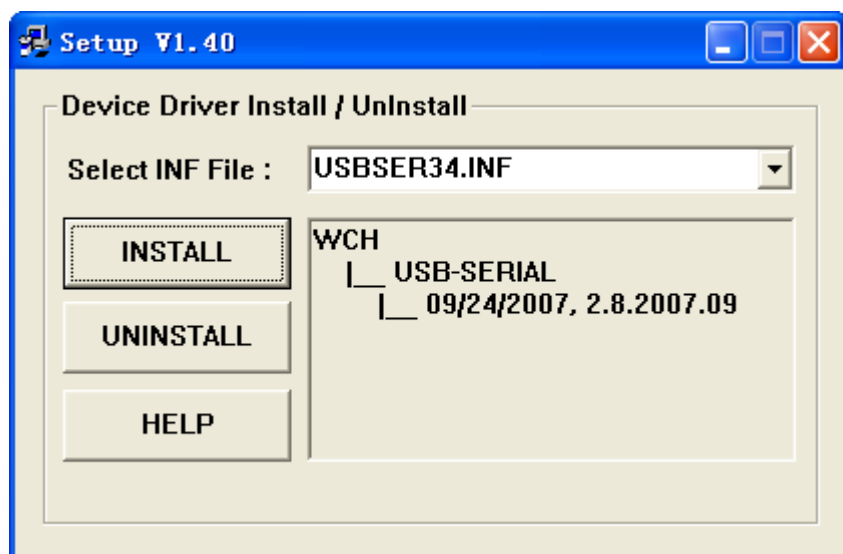 Setup V1.40
Device Driver Install / UnInstall
Select INF File :
USBSER34.INF
INSTALL
UNINSTALL
HELP
WCH
|__ USB-SERIAL
|__ 09/24/2007, 2.8.2007.09